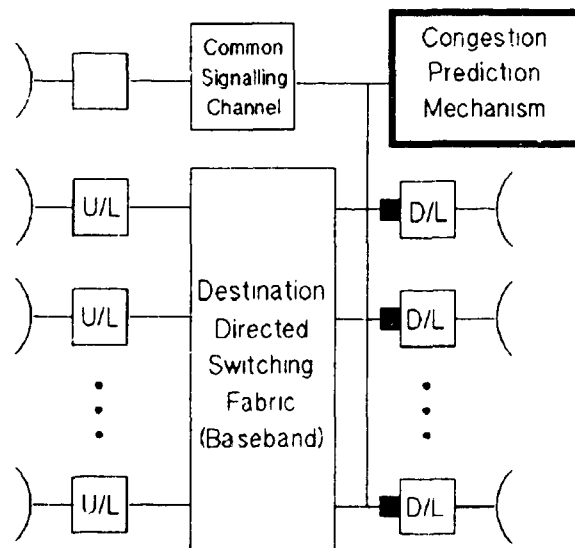 Common
Signalling
Channel
Congestion
Prediction
Mechanism
U/L
D/L
U/L
D/L
U/L
D/L
Destination
Directed
Switching
Fabric
(Baseband)